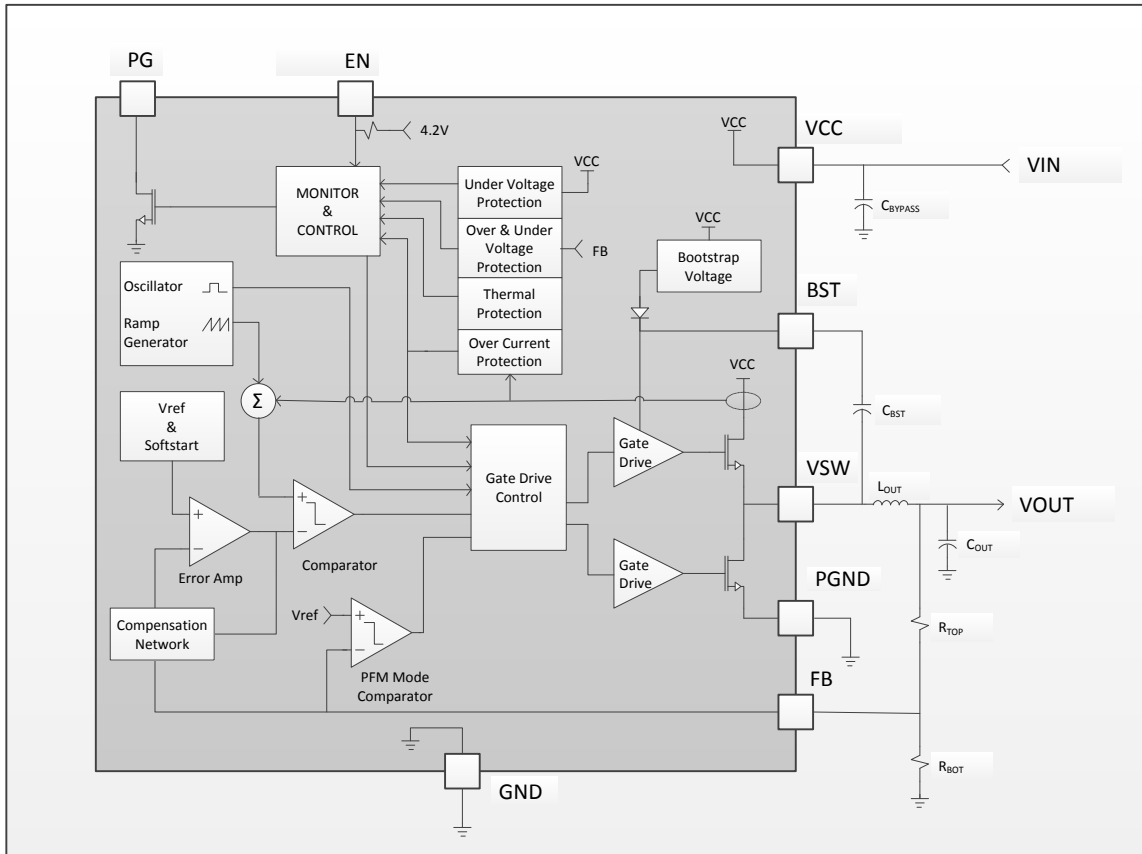 PG
EN
4.2V
VCC
VCC
VIN
CBYPASS
MONITOR
&
CONTROL
VCC
Under Voltage
Protection
Over & Under
Voltage
Protection
FB
Thermal
Protection
Over Current
Protection
VCC
Bootstrap
Voltage
BST
Oscillator
Ramp
Generator
Σ
VCC
CBST
Vref
&
Softstart
Gate Drive
Control
Gate
Drive
VSW
LOUT
VOUT
COUT
+
−
Error Amp
+
−
Comparator
Gate
Drive
PGND
Compensation
Network
Vref
+
−
PFM Mode
Comparator
RTOP
FB
RBOT
GND